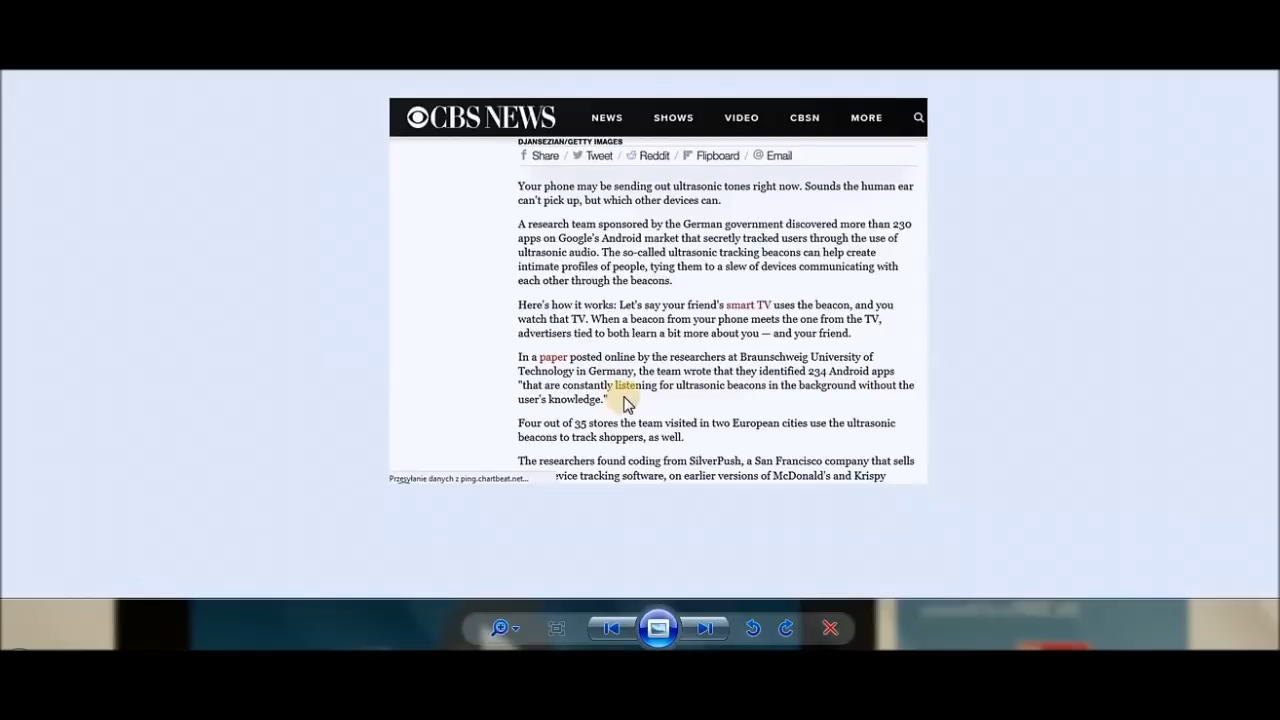 CBS NEWS
NEWS SHOWS VIDEO CBSN MORE
DJANSEZIAN/GETTY IMAGES
Share / Tweet / Reddit / Flipboard / Email
Your phone may be sending out ultrasonic tones right now. Sounds the human ear
can't pick up, but which other devices can.
A research team sponsored by the German government discovered more than 230
apps on Google's Android market that secretly tracked users through the use of
ultrasonic audio. The so-called ultrasonic tracking beacons can help create
intimate profiles of people, tying them to a slew of devices communicating with
each other through the beacons.
Here's how it works: Let's say your friend's smart TV uses the beacon, and you
watch that TV. When a beacon from your phone meets the one from the TV,
advertisers tied to both learn a bit more about you — and your friend.
In a paper posted online by the researchers at Braunschweig University of
Technology in Germany, the team wrote that they identified 234 Android apps
"that are constantly listening for ultrasonic beacons in the background without the
user's knowledge."
Four out of 35 stores the team visited in two European cities use the ultrasonic
beacons to track shoppers, as well.
The researchers found coding from SilverPush, a San Francisco company that sells
tracking software, on earlier versions of McDonald's and Krispy
Przesyłanie danych z ping.chartbeat.net...